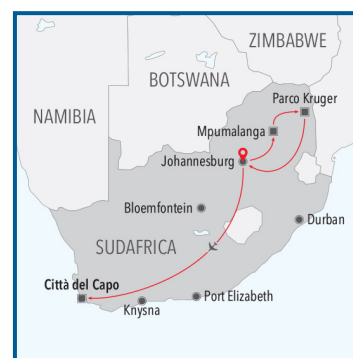 ZIMBABWE
BOTSWANA
NAMIBIA
Parco Kruger
Mpumalanga
Johannesburg
Bloemfontein
Durban
SUDAFRICA
Città del Capo
Port Elizabeth
Knysna